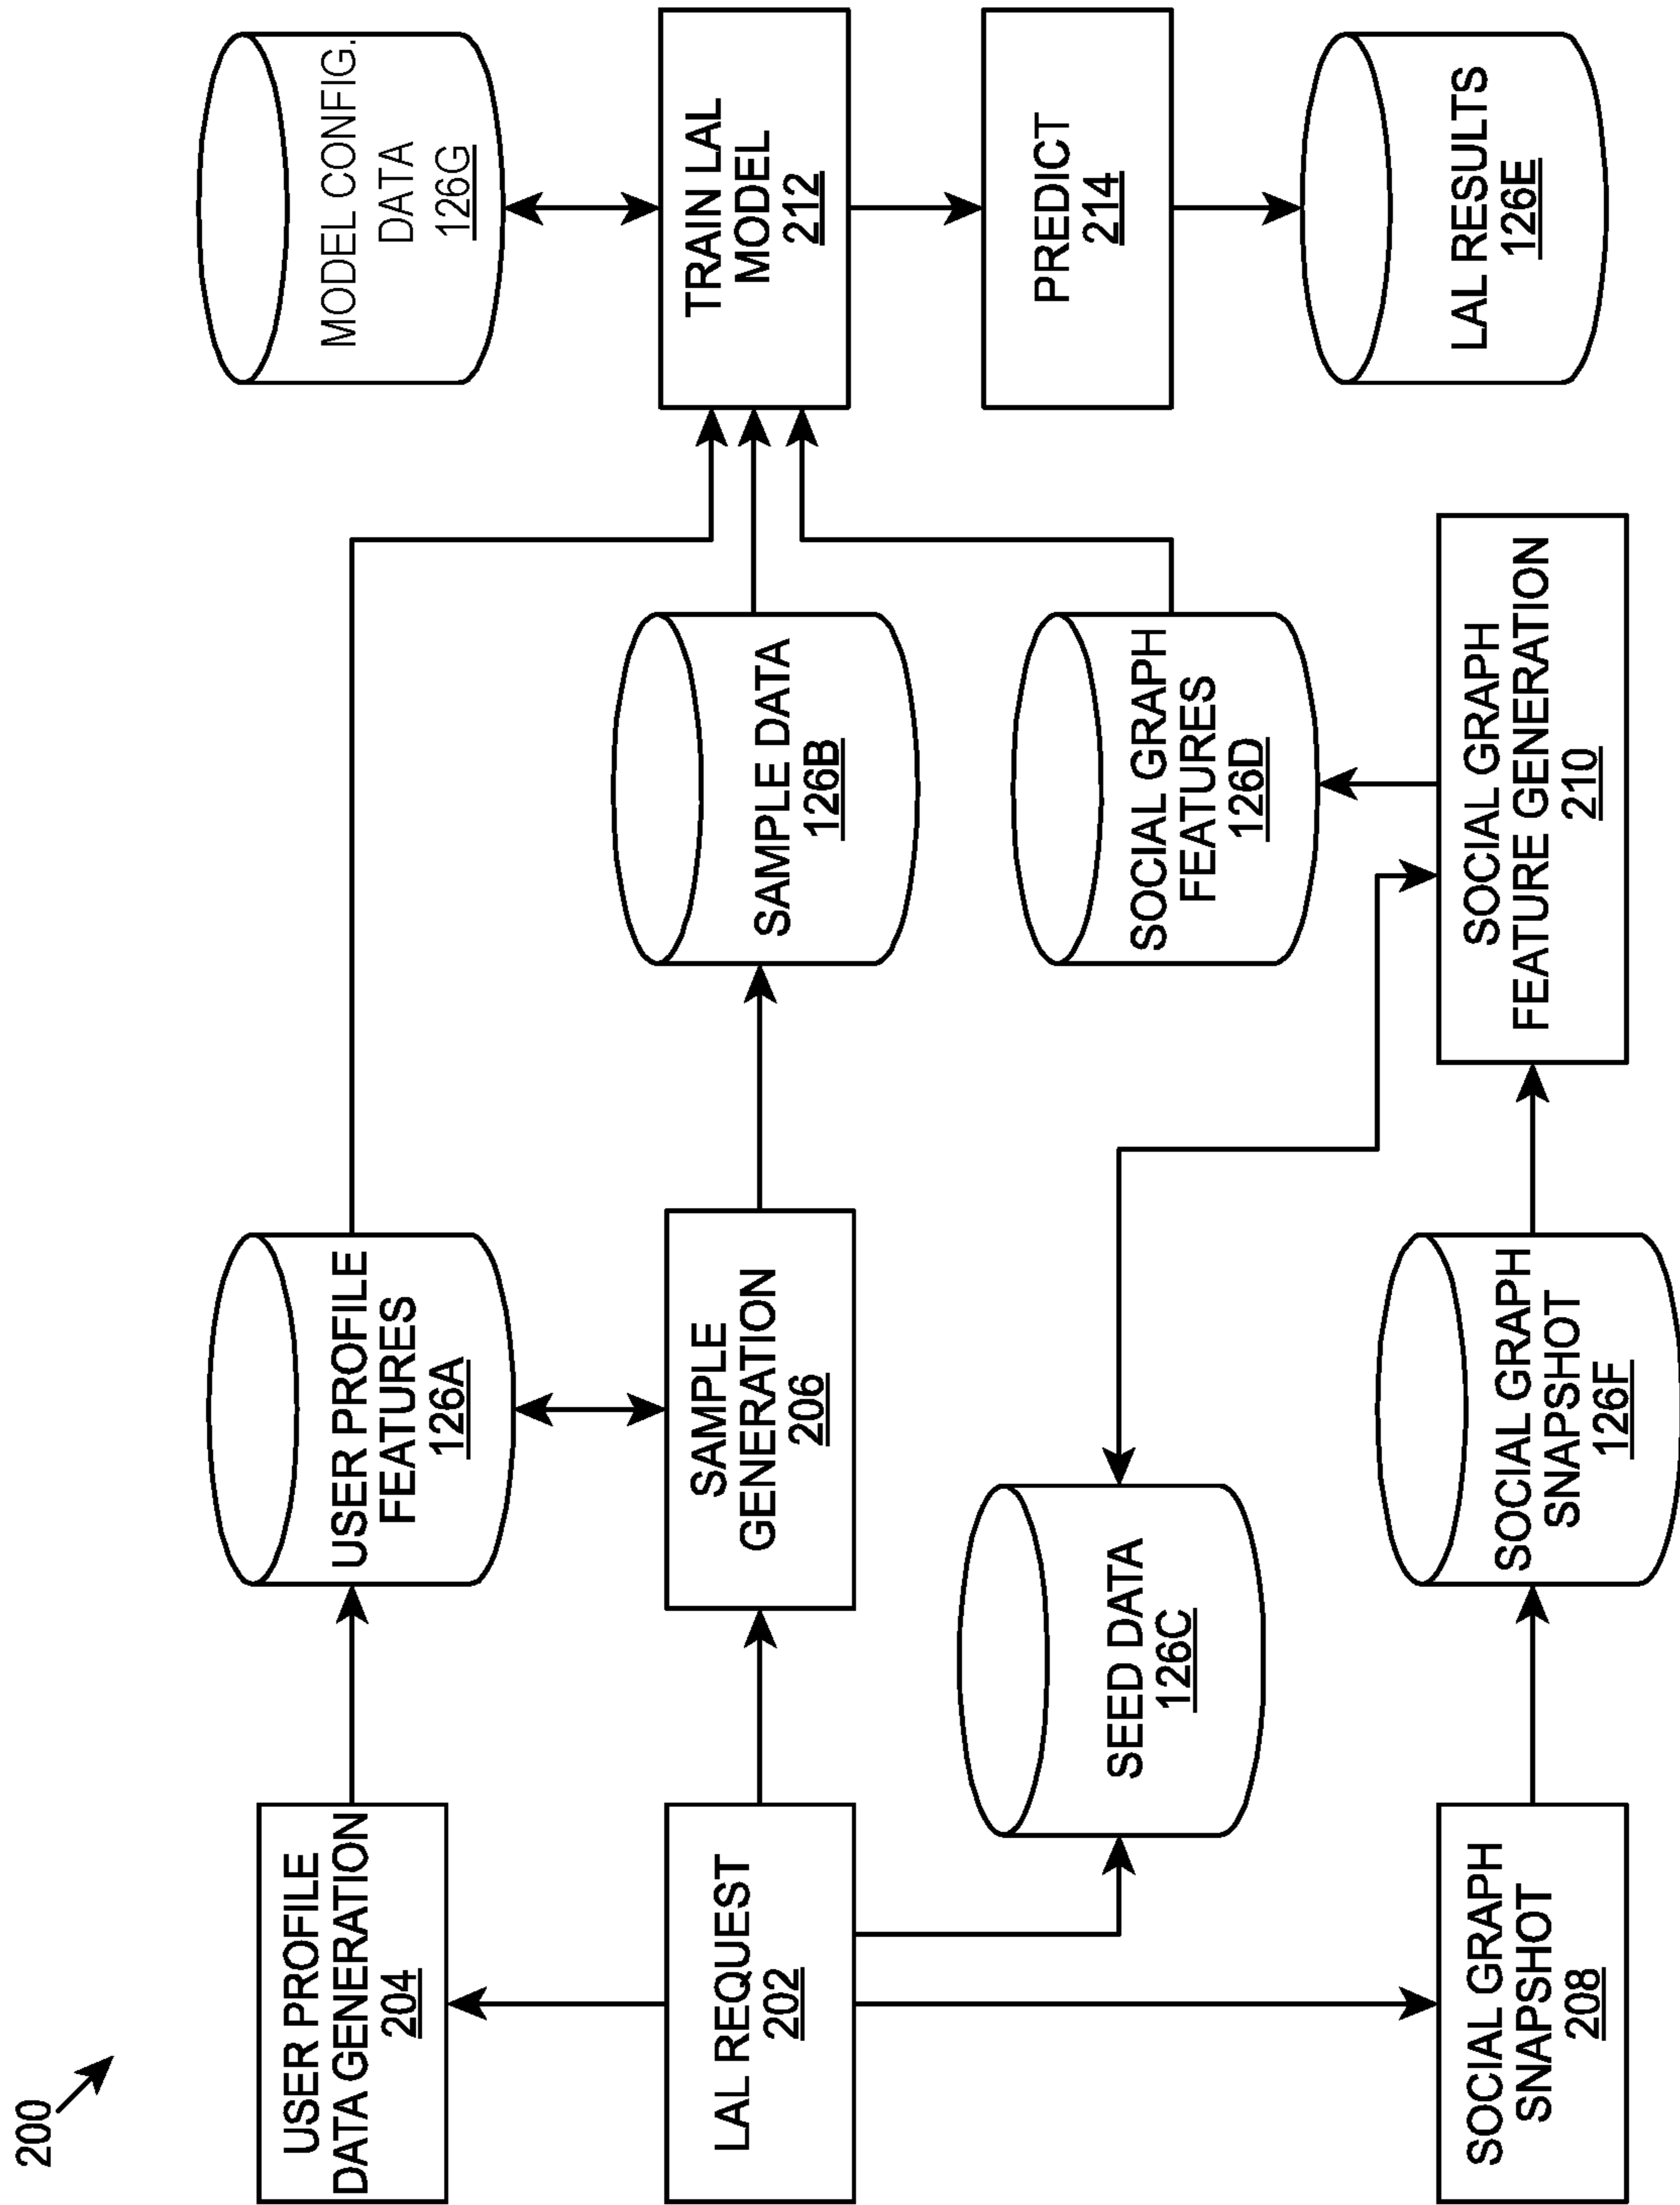 200
USER PROFILE
DATA GENERATION
204
USER PROFILE
FEATURES
126A
MODEL CONFIG.
DATA
126G
LAL REQUEST
202
SAMPLE
GENERATION
206
SAMPLE DATA
126B
TRAIN LAL
MODEL
212
SEED DATA
126C
SOCIAL GRAPH
FEATURES
126D
PREDICT
214
SOCIAL GRAPH
SNAPSHOT
208
SOCIAL GRAPH
SNAPSHOT
126F
SOCIAL GRAPH
FEATURE GENERATION
210
LAL RESULTS
126E